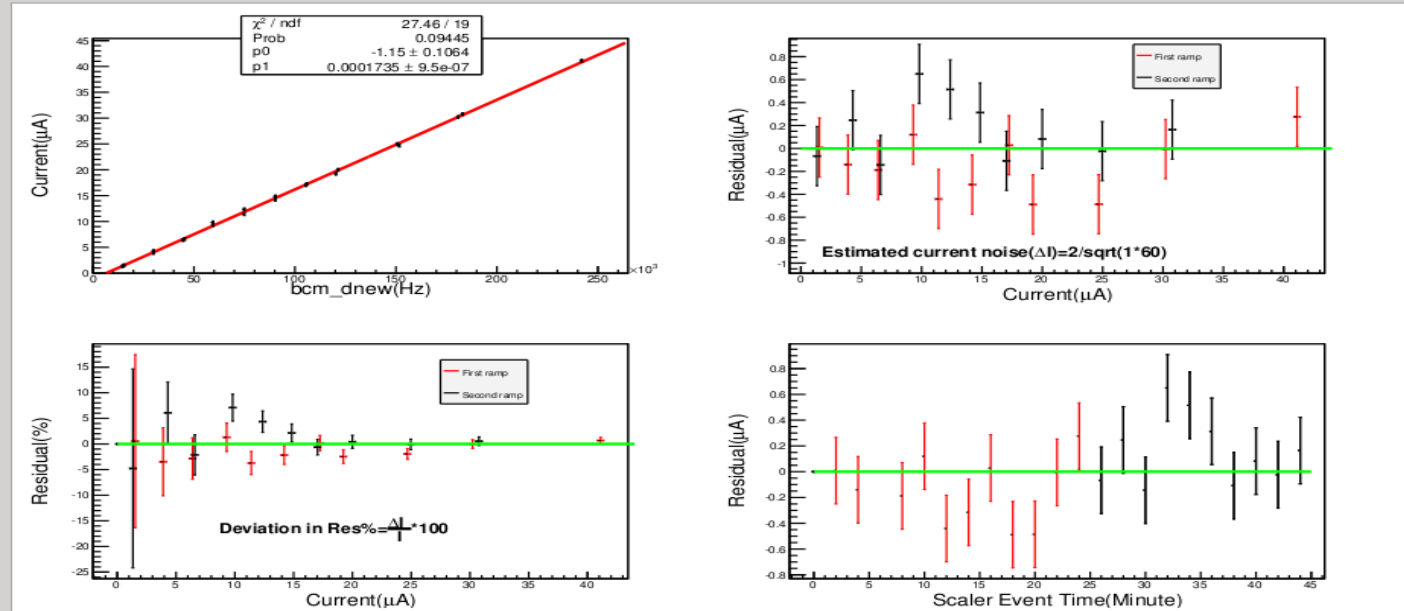 χ² / ndf 27.46 / 19
Prob 0.09445
p0 -1.15 ± 0.1064
p1 0.0001735 ± 9.5e-07
Current(μA)
45
40
35
30
25
20
15
10
5
0
0 50 100 150 200 250
×10³
bcm_dnew(Hz)
Residual(μA)
0.8
0.6
0.4
0.2
0
-0.2
-0.4
-0.6
-0.8
-1
First ramp
Second ramp
Estimated current noise(ΔI)=2/sqrt(1*60)
0 5 10 15 20 25 30 35 40
Current(μA)
Residual(%)
15
10
5
0
-5
-10
-15
-20
-25
First ramp
Second ramp
Deviation in Res%=ΔI/I*100
0 5 10 15 20 25 30 35 40
Current(μA)
Residual(μA)
0.8
0.6
0.4
0.2
0
-0.2
-0.4
-0.6
-0.8
0 5 10 15 20 25 30 35 40 45
Scaler Event Time(Minute)